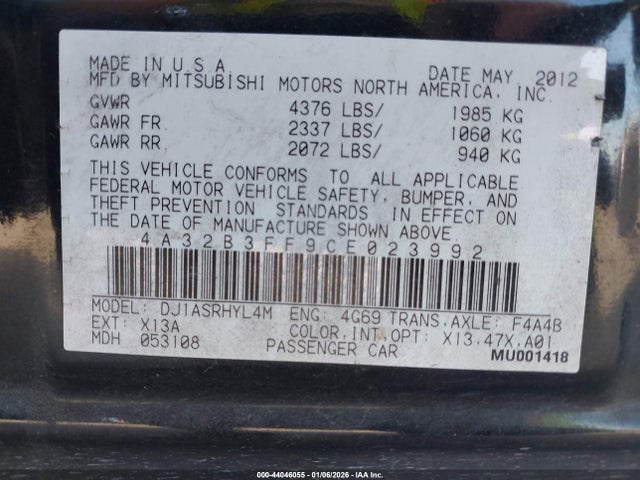 MADE IN U S A DATE MAY 2012
MFD BY MITSUBISHI MOTORS NORTH AMERICA, INC.
GVWR 4376 LBS/ 1985 KG
GAWR FR. 2337 LBS/ 1060 KG
GAWR RR. 2072 LBS/ 940 KG
THIS VEHICLE CONFORMS TO ALL APPLICABLE
FEDERAL MOTOR VEHICLE SAFETY, BUMPER, AND
THEFT PREVENTION STANDARDS IN EFFECT ON
THE DATE OF MANUFACTURE SHOWN ABOVE.
4A32B3FF9CE023992
MODEL: DJ1ASRHYL4M ENG: 4G69 TRANS,AXLE: F4A4B
EXT: X13A COLOR,INT,OPT: X13,47X,A01
MDH 053108 PASSENGER CAR MU001418
000-44046055 - 01/06/2026 - IAA Inc.